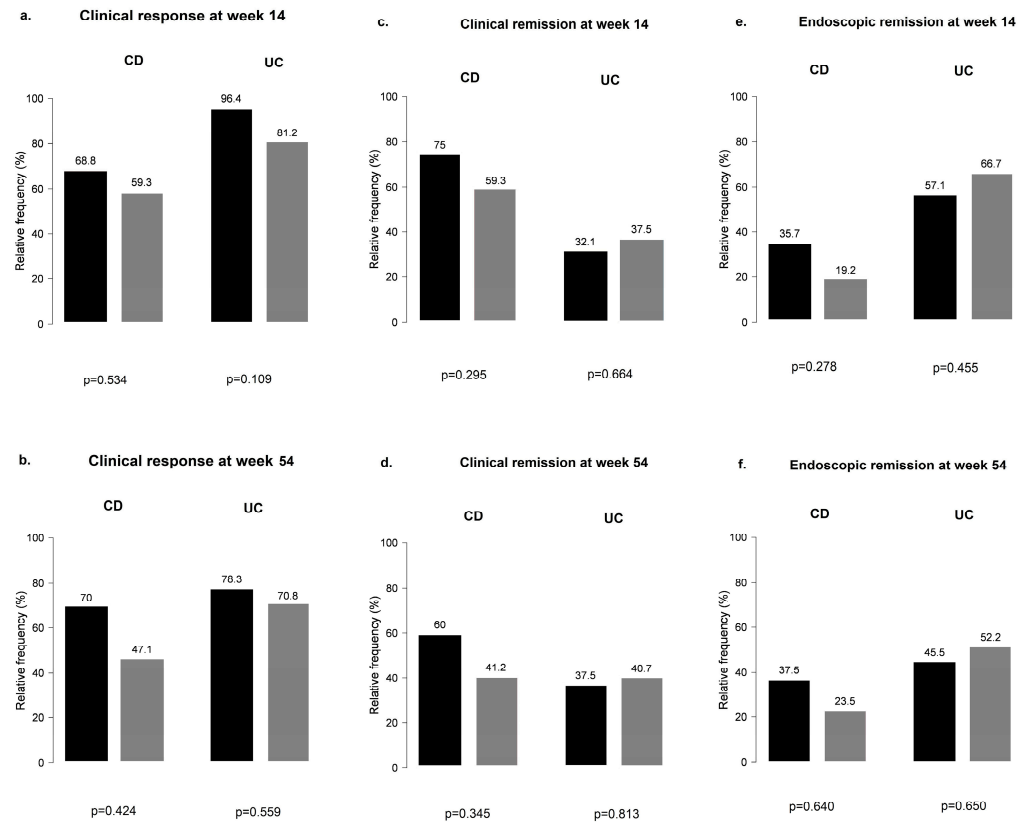 a. Clinical response at week 14
CD UC
Relative frequency (%)
100
80
60
40
20
0
68.8
59.3
96.4
81.2
p=0.534 p=0.109
c. Clinical remission at week 14
CD UC
Relative frequency (%)
100
80
60
40
20
0
75
59.3
32.1
37.5
p=0.295 p=0.664
e. Endoscopic remission at week 14
CD UC
Relative frequency (%)
100
80
60
40
20
0
35.7
19.2
57.1
66.7
p=0.278 p=0.455
b. Clinical response at week 54
CD UC
Relative frequency (%)
100
80
60
40
20
0
70
47.1
78.3
70.8
p=0.424 p=0.559
d. Clinical remission at week 54
CD UC
Relative frequency (%)
100
80
60
40
20
0
60
41.2
37.5
40.7
p=0.345 p=0.813
f. Endoscopic remission at week 54
CD UC
Relative frequency (%)
100
80
60
40
20
0
37.5
23.5
45.5
52.2
p=0.640 p=0.650